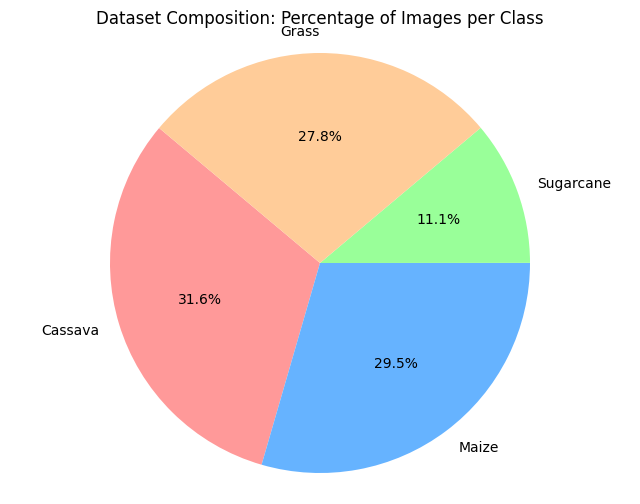 Dataset Composition: Percentage of Images per Class
Grass
27.8%
Sugarcane
11.1%
31.6%
Cassava
29.5%
Maize